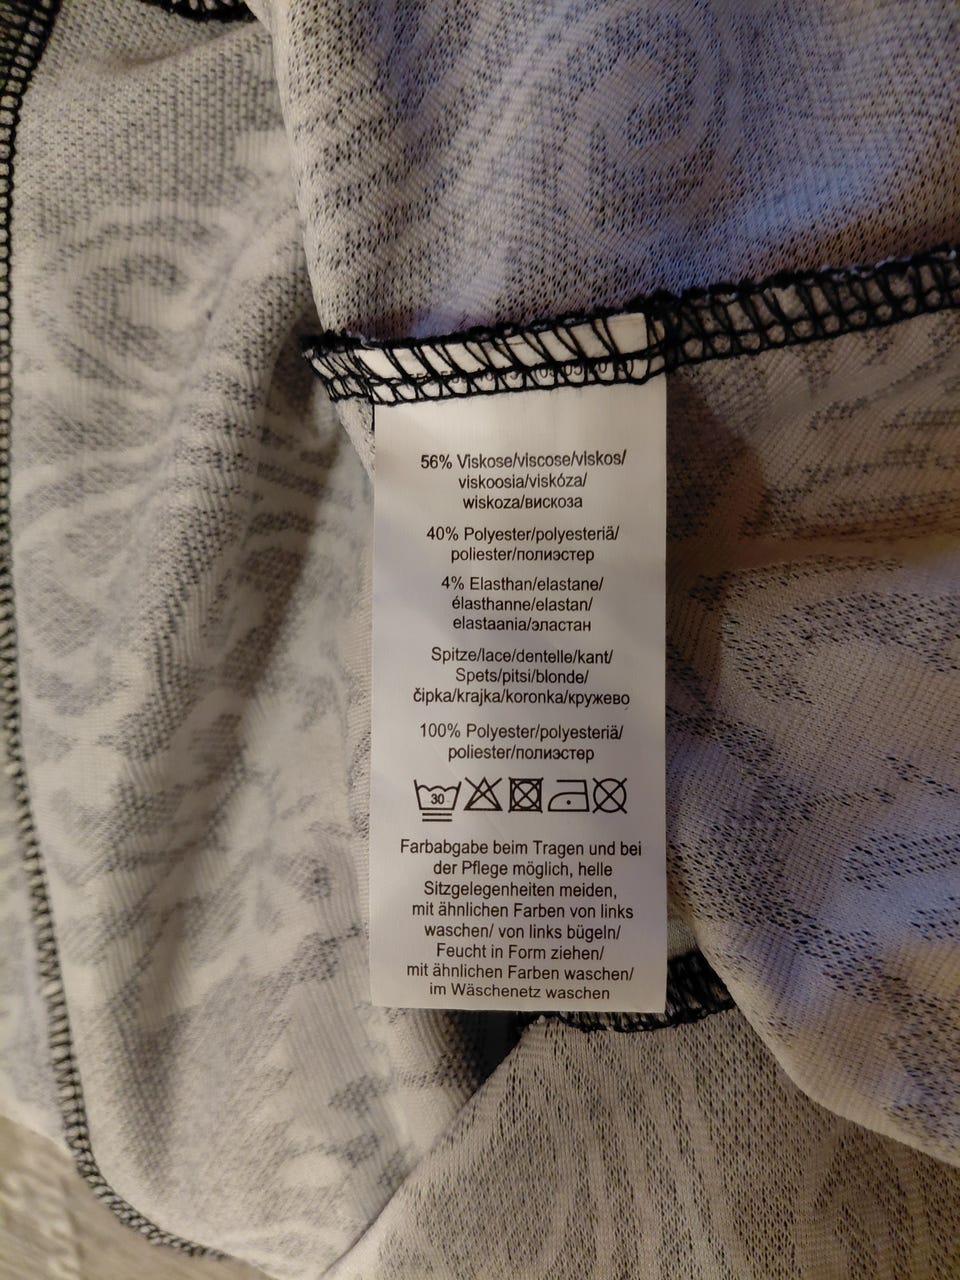 56% Viskose/viscose/viskos/
viskoosia/viskóza/
wiskoza/вискоза
40% Polyester/polyesteriä/
poliester/полиэстер
4% Elasthan/elastane/
élasthanne/elastan/
elastaania/эластан
Spitze/lace/dentelle/kant/
Spets/pitsi/blonde/
čipka/krajka/koronka/кружево
100% Polyester/polyesteriä/
poliester/полиэстер
30
Farbabgabe beim Tragen und bei
der Pflege möglich, helle
Sitzgelegenheiten meiden,
mit ähnlichen Farben von links
waschen/ von links bügeln/
Feucht in Form ziehen/
mit ähnlichen Farben waschen/
im Wäschenetz waschen